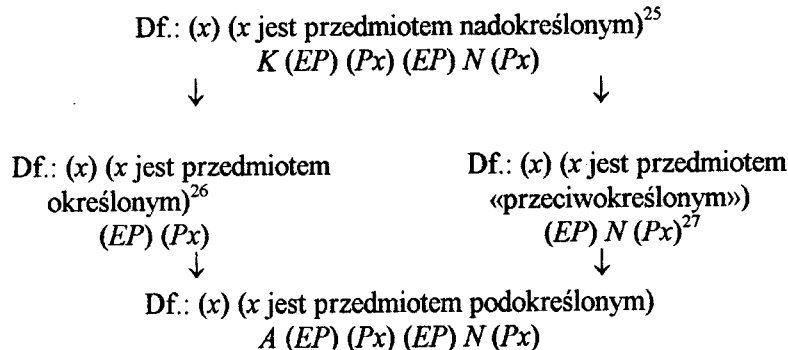 Df.: (x) (x jest przedmiotem nadokreślonym)²⁵
K (EP) (Px) (EP) N (Px)
↓ ↓
Df.: (x) (x jest przedmiotem
określonym)²⁶
(EP) (Px)
↓
Df.: (x) (x jest przedmiotem
«przeciwokreślonym»)
(EP) N (Px)²⁷
↓
Df.: (x) (x jest przedmiotem podokreślonym)
A (EP) (Px) (EP) N (Px)